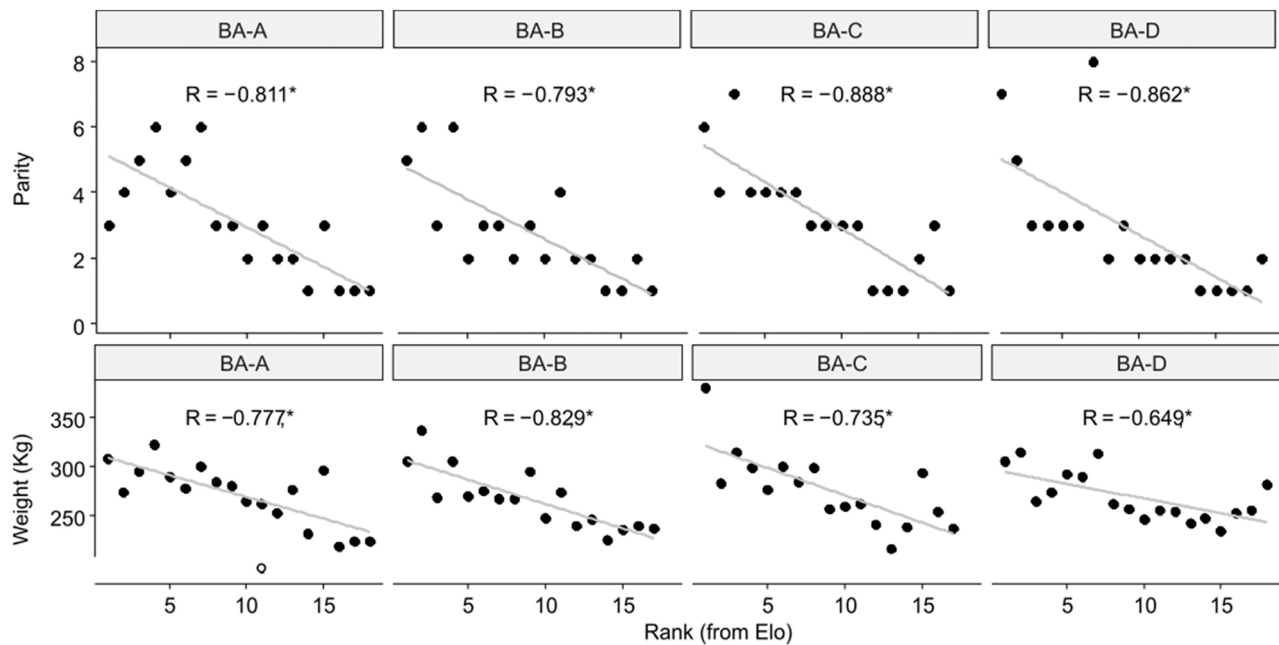 BA-A BA-B BA-C BA-D
R = −0.811* R = −0.793* R = −0.888* R = −0.862*
Parity
8
6
4
2
0
BA-A BA-B BA-C BA-D
R = −0.777,* R = −0.829,* R = −0.735,* R = −0.649,*
Weight (Kg)
350
300
250
5 10 15 5 10 15 5 10 15 5 10 15
Rank (from Elo)